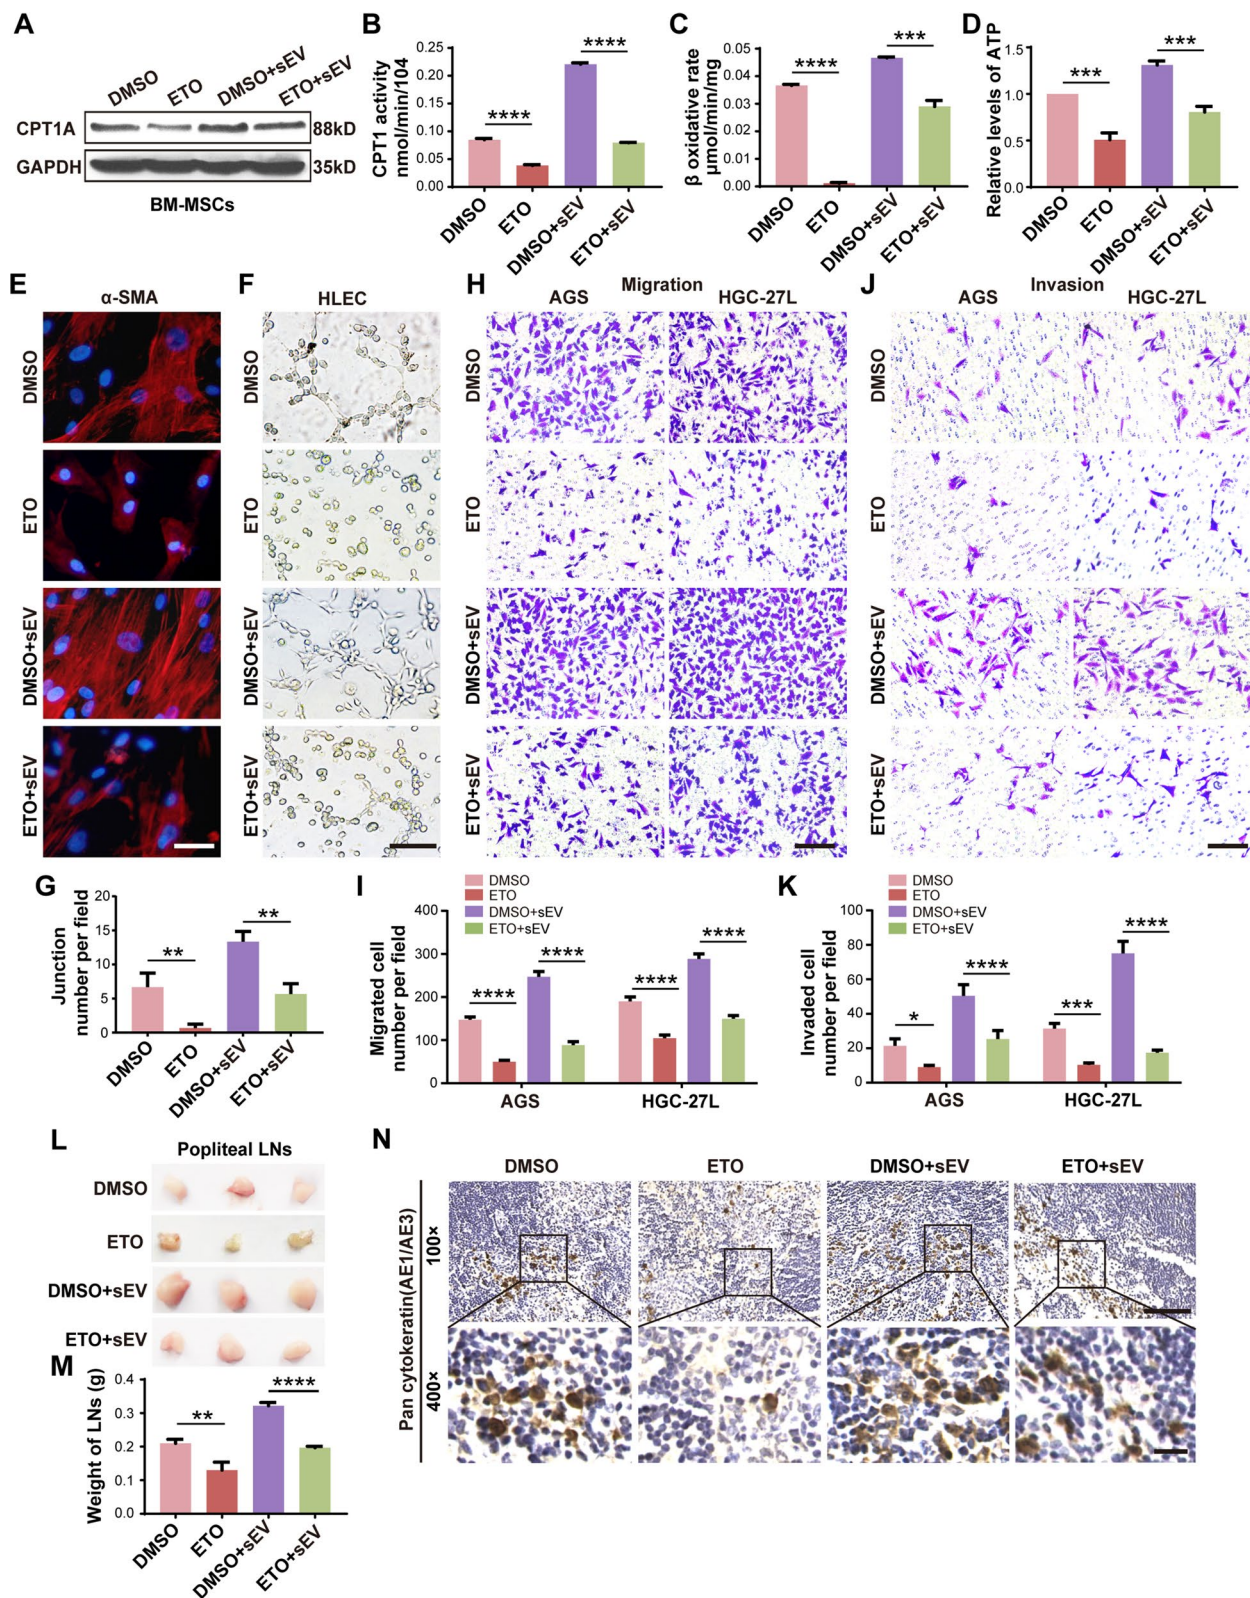 A
DMSO
ETO
DMSO+sEV
ETO+sEV
CPT1A
88kD
GAPDH
35kD
BM-MSCs
B
CPT1 activity
nmol/min/104
0.25
0.20
0.15
0.10
0.05
0.00
****
****
DMSO
ETO
DMSO+sEV
ETO+sEV
C
β oxidative rate
μmol/min/mg
0.05
0.04
0.03
0.02
0.01
0.00
****
***
DMSO
ETO
DMSO+sEV
ETO+sEV
D
Relative levels of ATP
1.5
1.0
0.5
0.0
***
***
DMSO
ETO
DMSO+sEV
ETO+sEV
E
α-SMA
DMSO
ETO
DMSO+sEV
ETO+sEV
F
HLEC
DMSO
ETO
DMSO+sEV
ETO+sEV
H
Migration
AGS
HGC-27L
DMSO
ETO
DMSO+sEV
ETO+sEV
J
Invasion
AGS
HGC-27L
DMSO
ETO
DMSO+sEV
ETO+sEV
G
Junction
number per field
20
15
10
5
0
**
**
DMSO
ETO
DMSO+sEV
ETO+sEV
I
DMSO
ETO
DMSO+sEV
ETO+sEV
Migrated cell
number per field
400
300
200
100
0
****
****
****
****
AGS
HGC-27L
K
DMSO
ETO
DMSO+sEV
ETO+sEV
Invaded cell
number per field
100
80
60
40
20
0
*
****
***
****
AGS
HGC-27L
L
Popliteal LNs
DMSO
ETO
DMSO+sEV
ETO+sEV
M
Weight of LNs (g)
0.4
0.3
0.2
0.1
0.0
**
****
DMSO
ETO
DMSO+sEV
ETO+sEV
N
DMSO
ETO
DMSO+sEV
ETO+sEV
Pan cytokeratin(AE1/AE3)
100×
400×